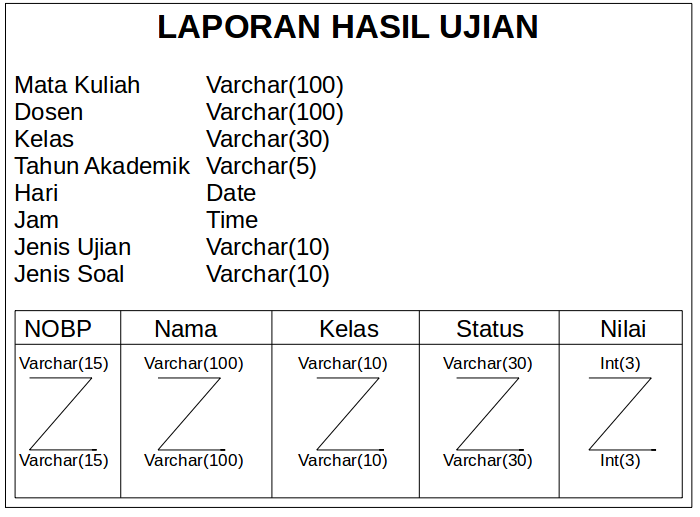 LAPORAN HASIL UJIAN
Mata Kuliah Varchar(100)
Dosen Varchar(100)
Kelas Varchar(30)
Tahun Akademik Varchar(5)
Hari Date
Jam Time
Jenis Ujian Varchar(10)
Jenis Soal Varchar(10)
NOBP Nama Kelas Status Nilai
Varchar(15) Varchar(100) Varchar(10) Varchar(30) Int(3)
Varchar(15) Varchar(100) Varchar(10) Varchar(30) Int(3)